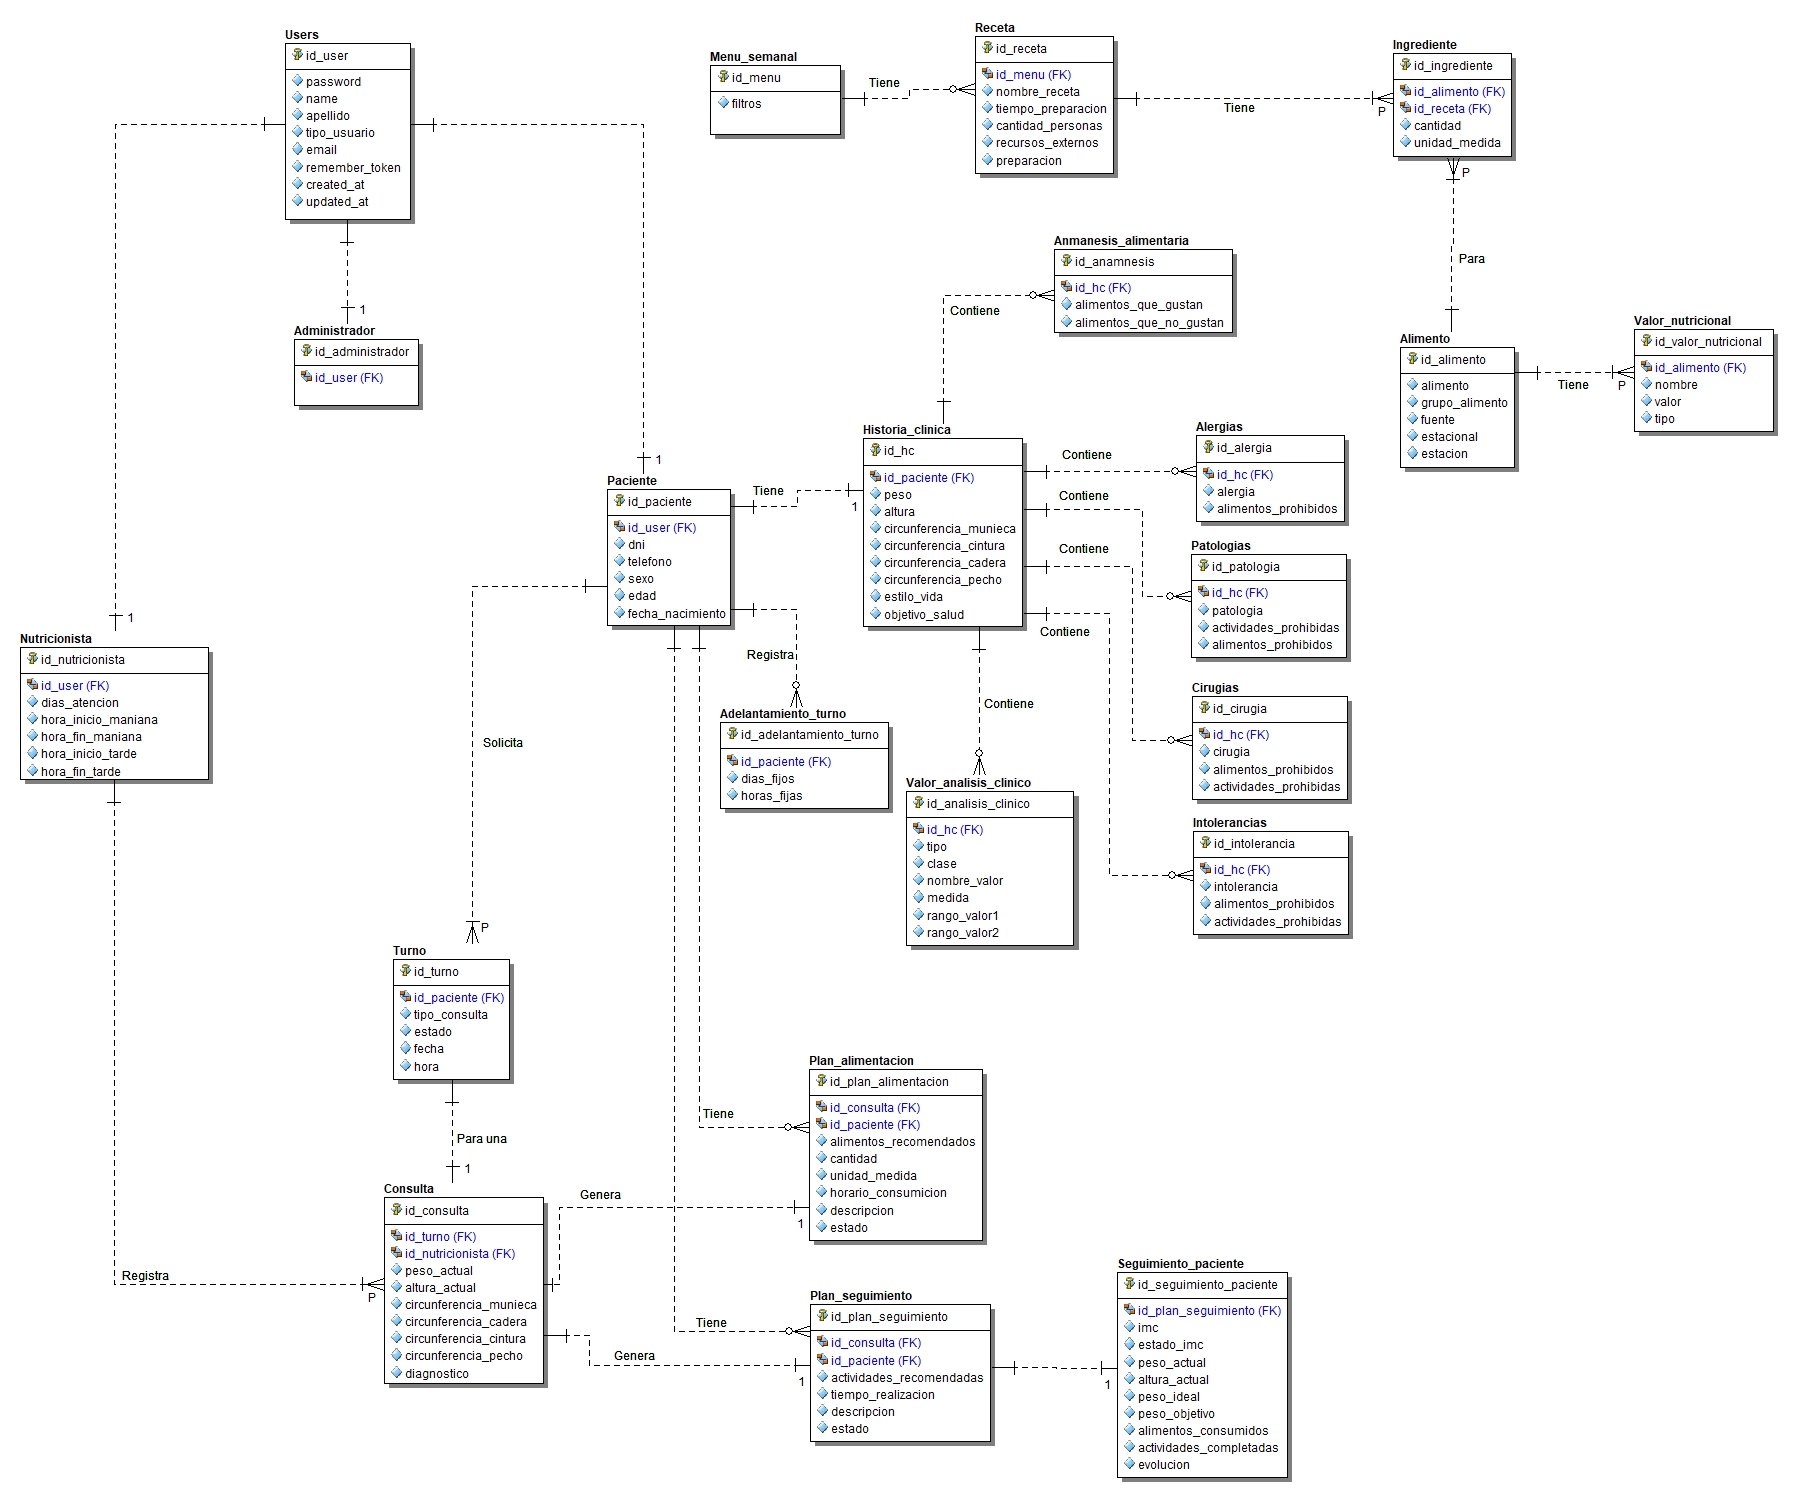 Users
id_user
password
name
apellido
tipo_usuario
email
remember_token
created_at
updated_at
1
Administrador
id_administrador
id_user (FK)
1
Nutricionista
id_nutricionista
id_user (FK)
dias_atencion
hora_inicio_maniana
hora_fin_maniana
hora_inicio_tarde
hora_fin_tarde
1
Paciente
id_paciente
id_user (FK)
dni
telefono
sexo
edad
fecha_nacimiento
Menu_semanal
id_menu
filtros
Tiene
Receta
id_receta
id_menu (FK)
nombre_receta
tiempo_preparacion
cantidad_personas
recursos_externos
preparacion
Tiene
P
Ingrediente
id_ingrediente
id_alimento (FK)
id_receta (FK)
cantidad
unidad_medida
P
Para
Alimento
id_alimento
alimento
grupo_alimento
fuente
estacional
estacion
Tiene
P
Valor_nutricional
id_valor_nutricional
id_alimento (FK)
nombre
valor
tipo
Anmanesis_alimentaria
id_anamnesis
id_hc (FK)
alimentos_que_gustan
alimentos_que_no_gustan
Contiene
Tiene
1
Historia_clinica
id_hc
id_paciente (FK)
peso
altura
circunferencia_munieca
circunferencia_cintura
circunferencia_cadera
circunferencia_pecho
estilo_vida
objetivo_salud
Contiene
Alergias
id_alergia
id_hc (FK)
alergia
alimentos_prohibidos
Contiene
Patologias
id_patologia
id_hc (FK)
patologia
actividades_prohibidas
alimentos_prohibidos
Contiene
Cirugias
id_cirugia
id_hc (FK)
cirugia
alimentos_prohibidos
actividades_prohibidas
Contiene
Intolerancias
id_intolerancia
id_hc (FK)
intolerancia
alimentos_prohibidos
actividades_prohibidas
Contiene
Valor_analisis_clinico
id_analisis_clinico
id_hc (FK)
tipo
clase
nombre_valor
medida
rango_valor1
rango_valor2
Registra
Adelantamiento_turno
id_adelantamiento_turno
id_paciente (FK)
dias_fijos
horas_fijas
Solicita
P
Turno
id_turno
id_paciente (FK)
tipo_consulta
estado
fecha
hora
Para una
1
Registra
P
Consulta
id_consulta
id_turno (FK)
id_nutricionista (FK)
peso_actual
altura_actual
circunferencia_munieca
circunferencia_cadera
circunferencia_cintura
circunferencia_pecho
diagnostico
Tiene
Genera
1
Plan_alimentacion
id_plan_alimentacion
id_consulta (FK)
id_paciente (FK)
alimentos_recomendados
cantidad
unidad_medida
horario_consumicion
descripcion
estado
Tiene
Genera
1
Plan_seguimiento
id_plan_seguimiento
id_consulta (FK)
id_paciente (FK)
actividades_recomendadas
tiempo_realizacion
descripcion
estado
1
Seguimiento_paciente
id_seguimiento_paciente
id_plan_seguimiento (FK)
imc
estado_imc
peso_actual
altura_actual
peso_ideal
peso_objetivo
alimentos_consumidos
actividades_completadas
evolucion